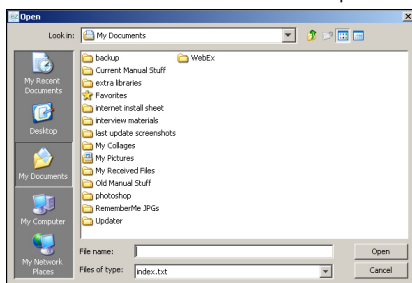 Open
Look in: My Documents
My Recent
Documents
Desktop
My Documents
My Computer
My Network
Places
backup
Current Manual Stuff
extra libraries
Favorites
internet install sheet
interview materials
last update screenshots
My Collages
My Pictures
My Received Files
Old Manual Stuff
photoshop
RememberMe JPGs
Updater
WebEx
File name:
Open
Files of type: index.txt
Cancel